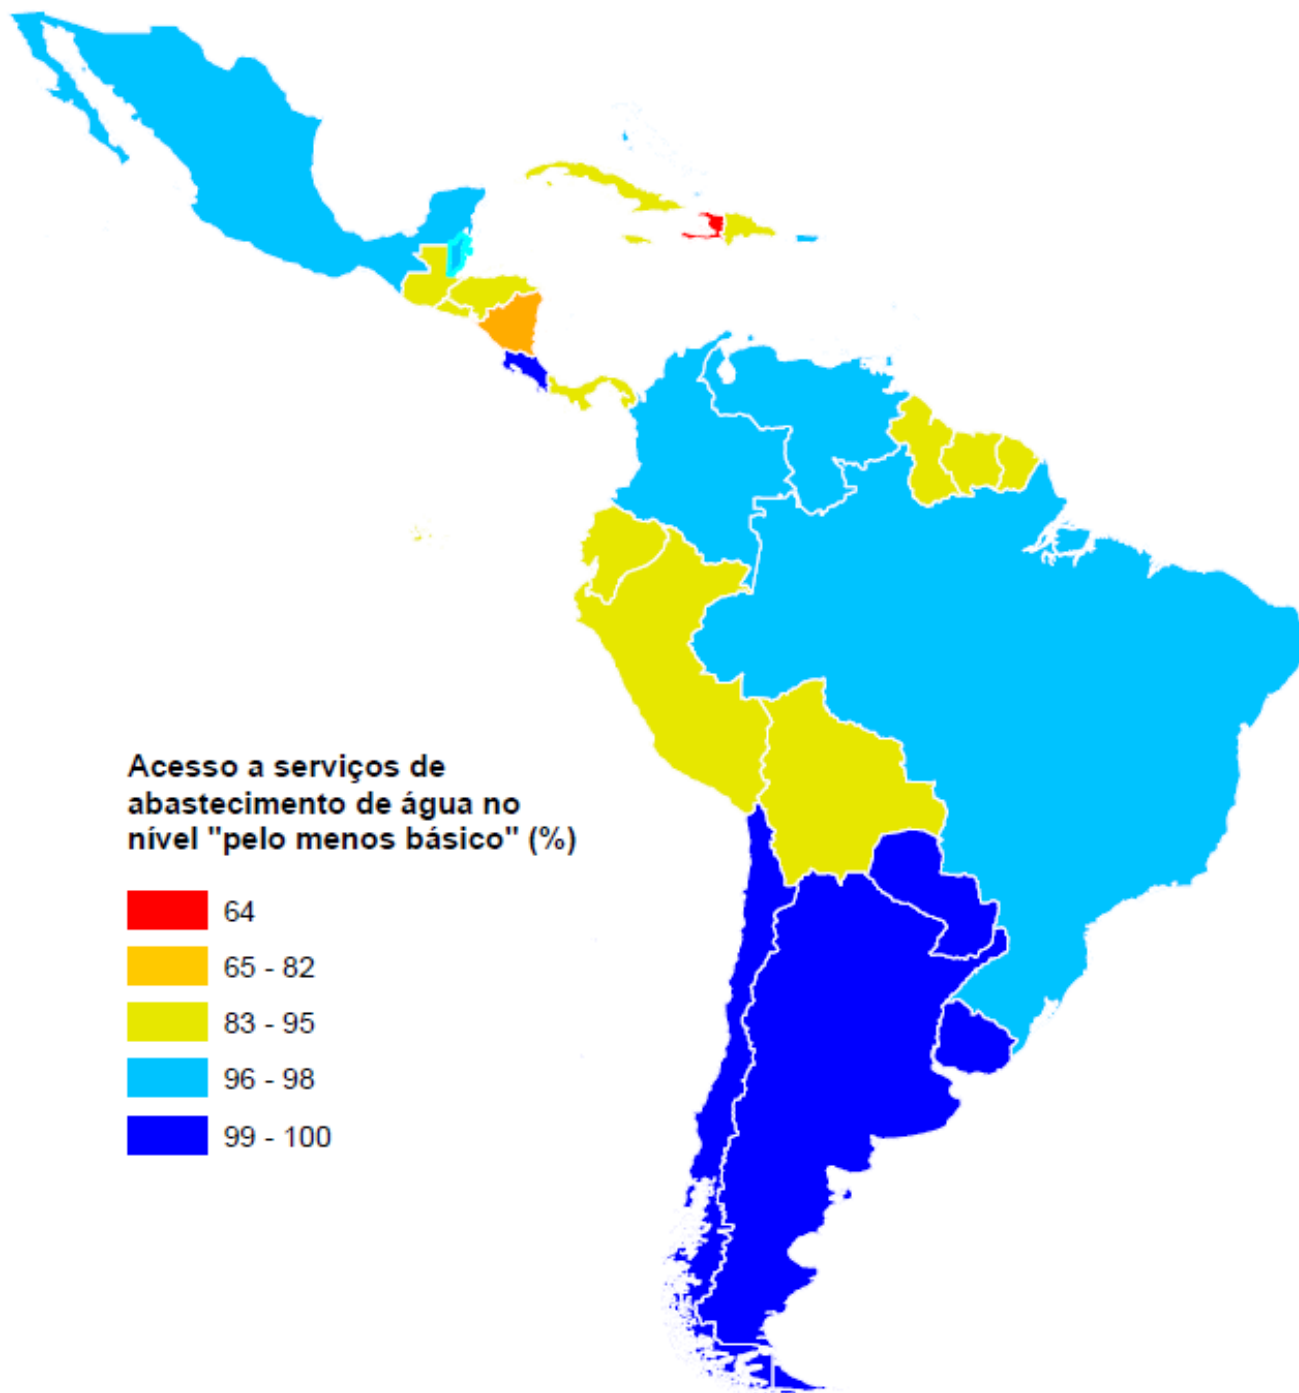 Acesso a serviços de
abastecimento de água no
nível "pelo menos básico" (%)
64
65 - 82
83 - 95
96 - 98
99 - 100